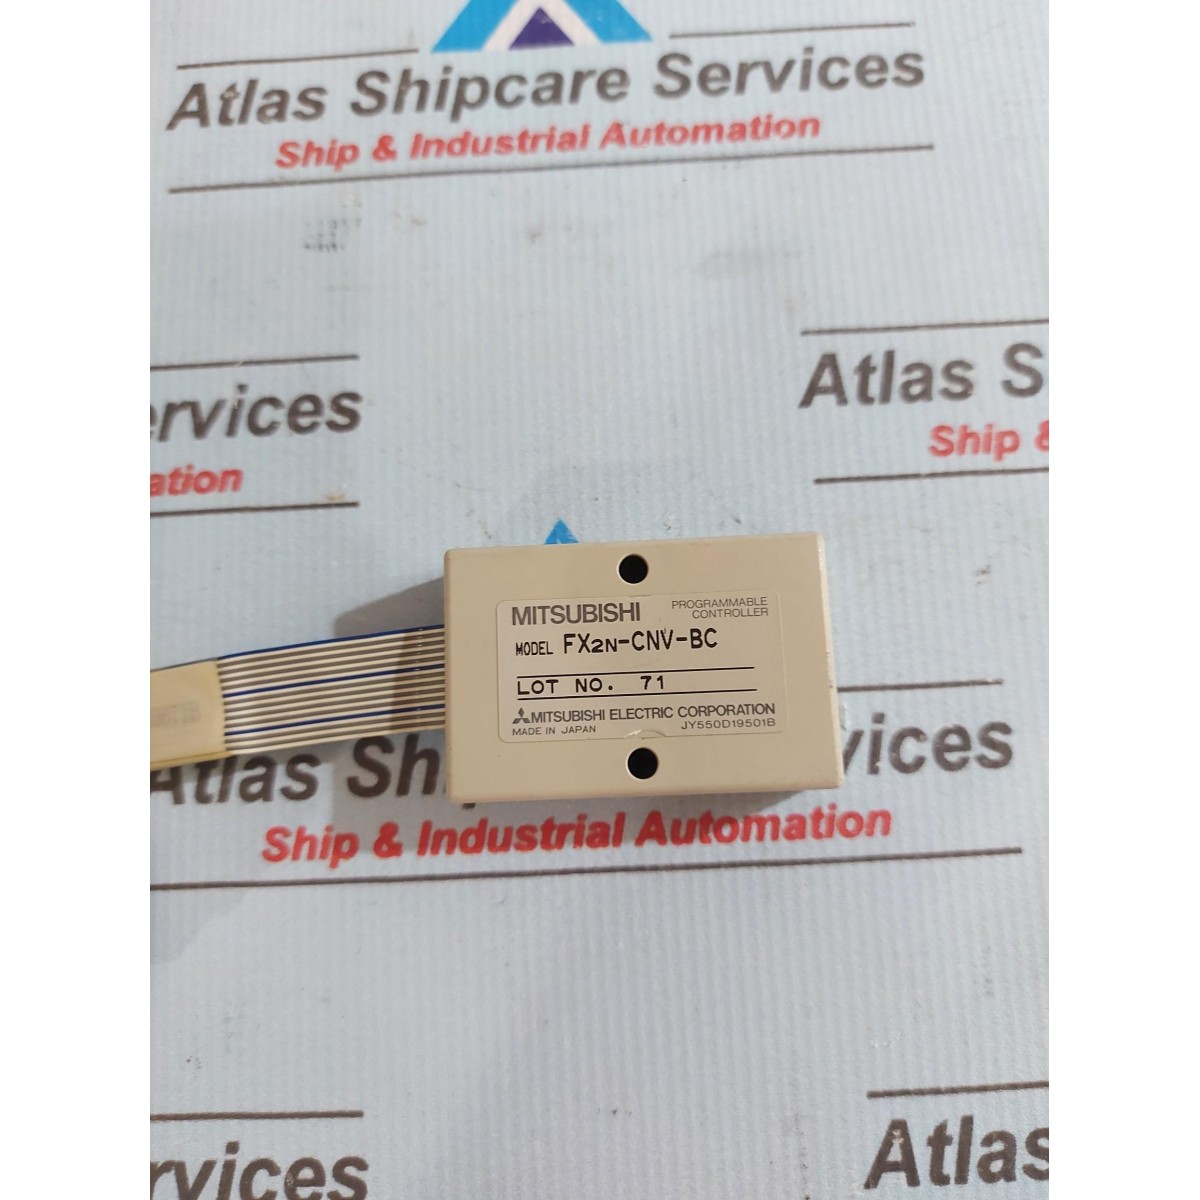 Atlas Shipcare Services
Ship & Industrial Automation
ervices
ation
Atlas S
Ship &
MITSUBISHI
PROGRAMMABLE
CONTROLLER
MODEL FX2N-CNV-BC
LOT NO. 71
MITSUBISHI ELECTRIC CORPORATION
MADE IN JAPAN
JY550D19501B
Atlas Sh
vices
Ship & Industrial Automation
rvices
Atlas